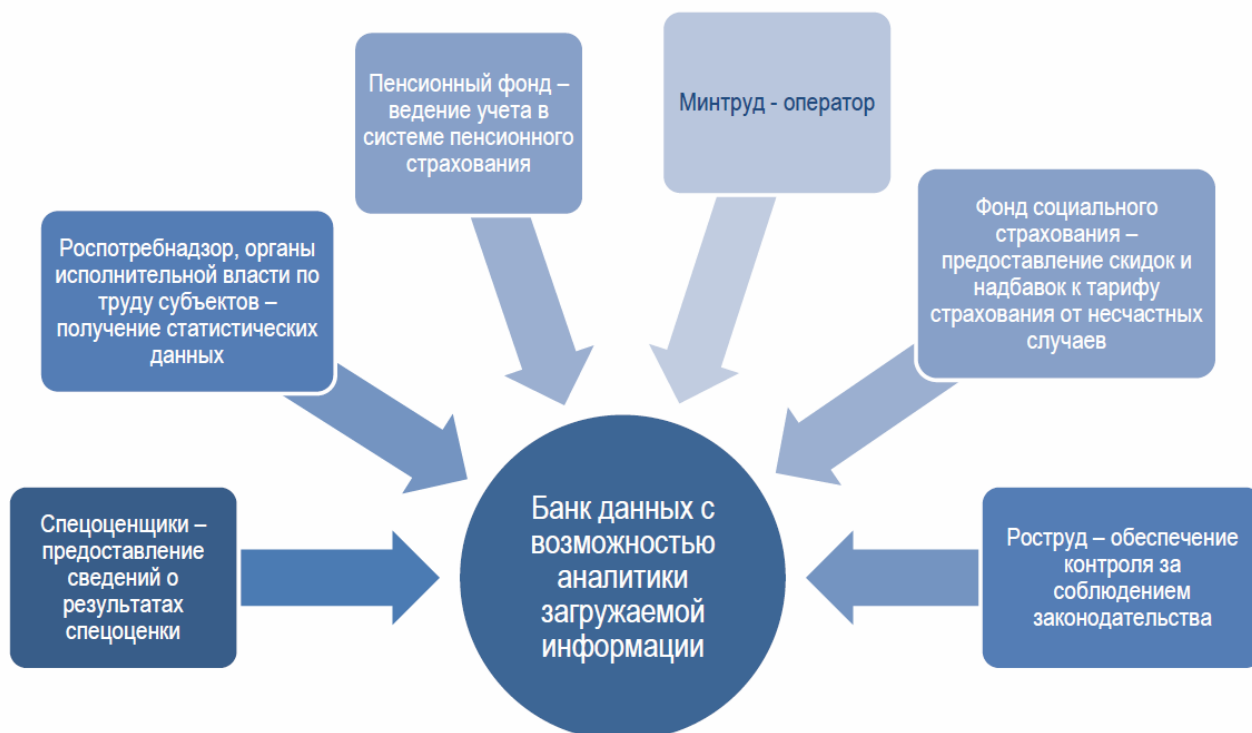 Пенсионный фонд –
ведение учета в
системе пенсионного
страхования
Минтруд - оператор
Роспотребнадзор, органы
исполнительной власти по
труду субъектов –
получение статистических
данных
Фонд социального
страхования –
предоставление скидок и
надбавок к тарифу
страхования от несчастных
случаев
Спецоценщики –
предоставление
сведений о
результатах
спецоценки
Банк данных с
возможностью
аналитики
загружаемой
информации
Роструд – обеспечение
контроля за
соблюдением
законодательства